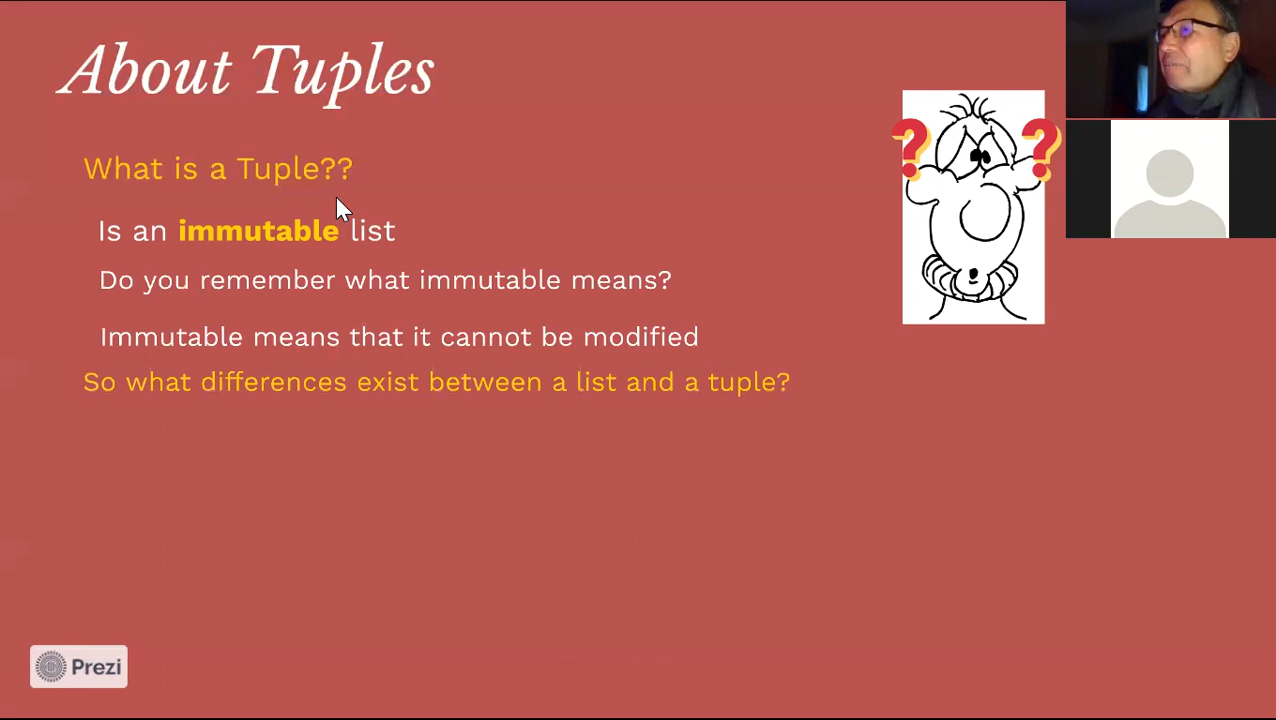 About Tuples
What is a Tuple??
Is an immutable list
Do you remember what immutable means?
Immutable means that it cannot be modified
So what differences exist between a list and a tuple?
Prezi